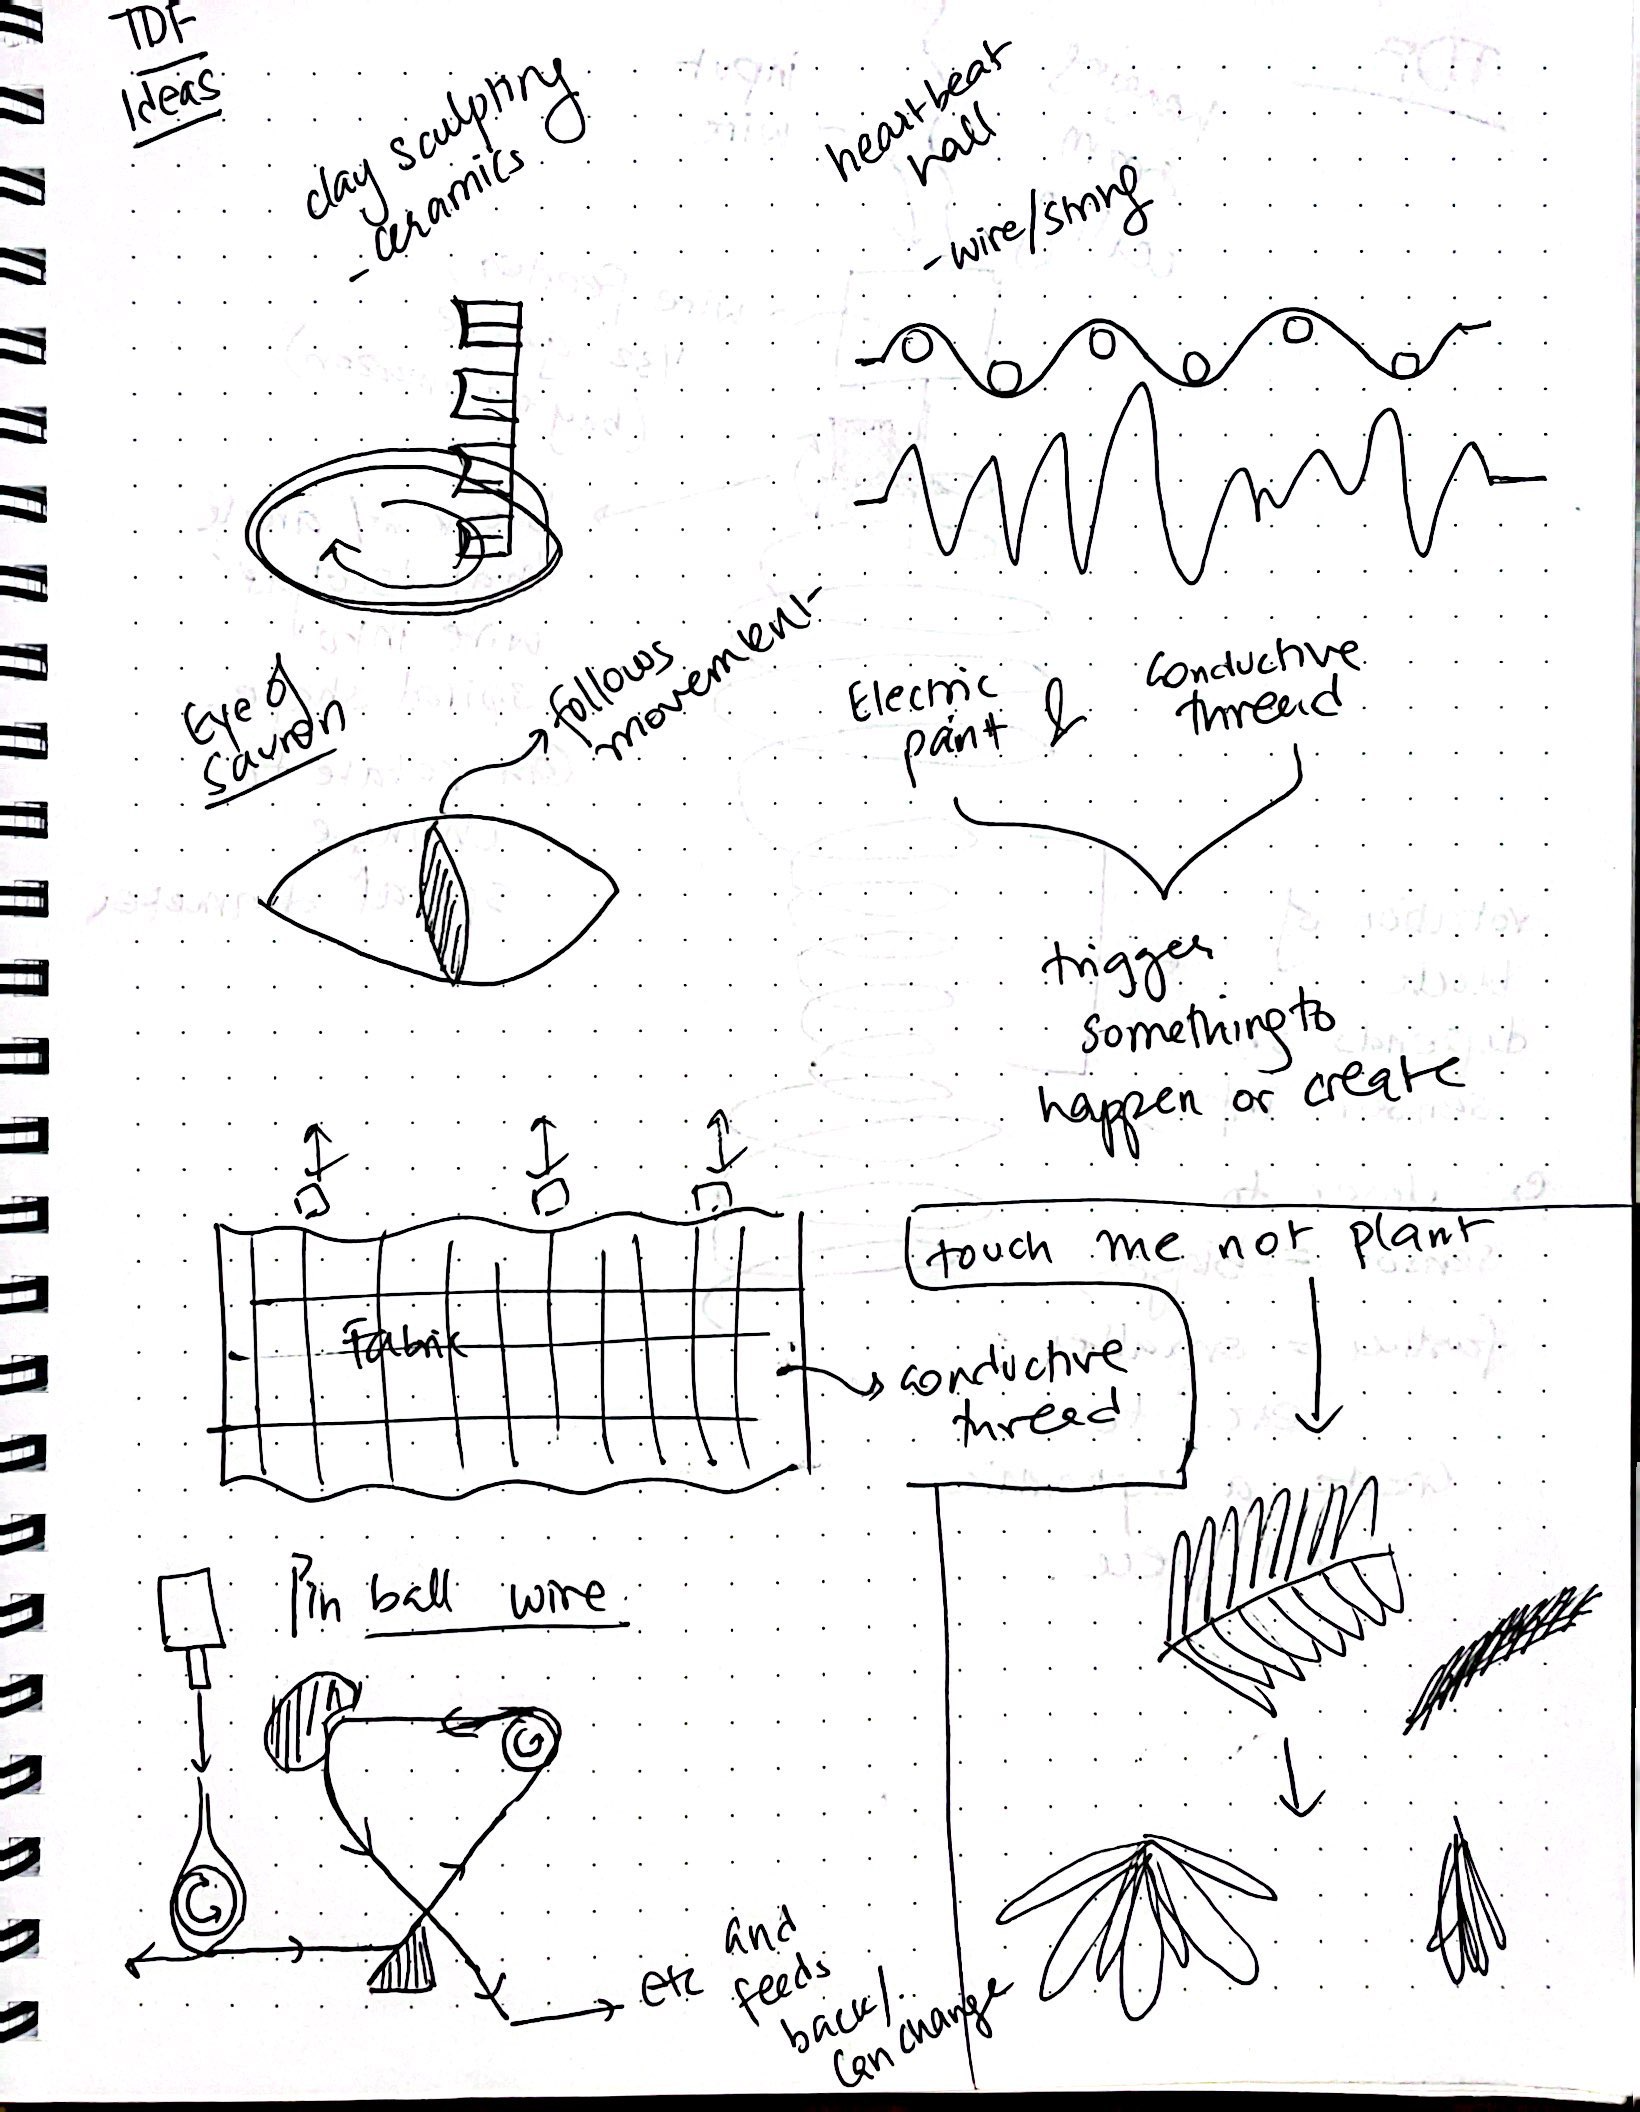 TDF
Ideas
clay sculpting
- ceramics
heartbeat
wall
- wire/string
Eye of
Sauron
follows
movement
Electric
paint
&
conductive
thread
trigger
something to
happen or create
Fabric
conductive
thread
touch me not plant
Pin ball wire
etc
and
feeds
back/
can change